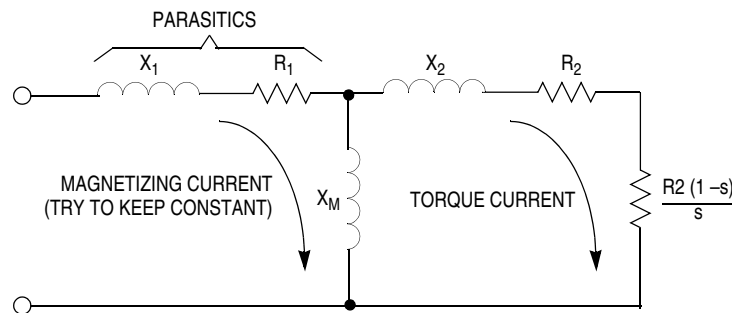 PARASITICS
X1
R1
X2
R2
MAGNETIZING CURRENT
(TRY TO KEEP CONSTANT)
XM
TORQUE CURRENT
R2 (1 –s)
s